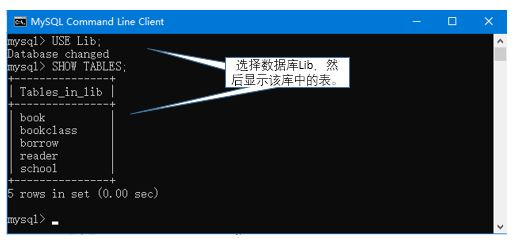 MySQL Command Line Client
mysql> USE Lib;
Database changed
mysql> SHOW TABLES;
+---------------+
| Tables_in_lib |
+---------------+
| book          |
| bookclass     |
| borrow        |
| reader        |
| school        |
+---------------+
5 rows in set (0.00 sec)
mysql> _
选择数据库Lib，然
后显示该库中的表。